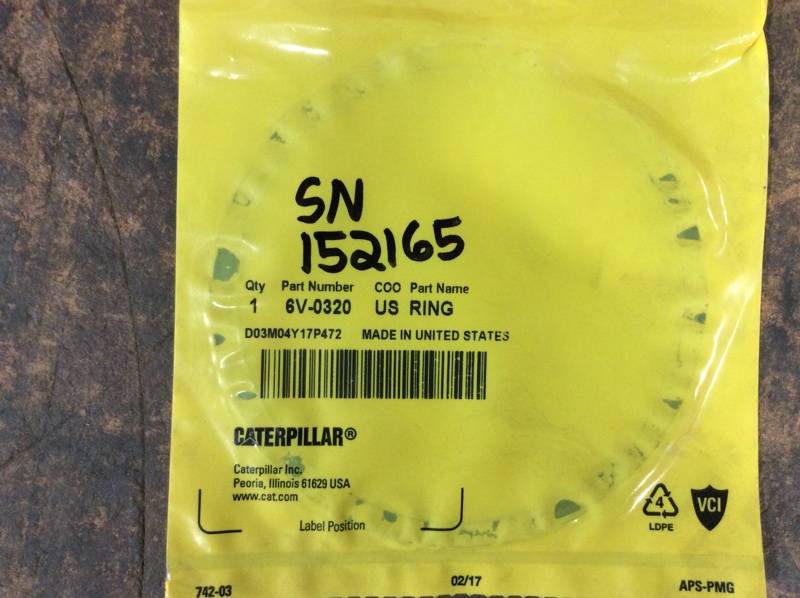 SN
152165
Qty Part Number COO Part Name
1 6V-0320 US RING
D03M04Y17P472 MADE IN UNITED STATES
CATERPILLAR®
Caterpillar Inc.
Peoria, Illinois 61629 USA
www.cat.com
Label Position
4
LDPE
VCI
742-03 02/17 APS-PMG